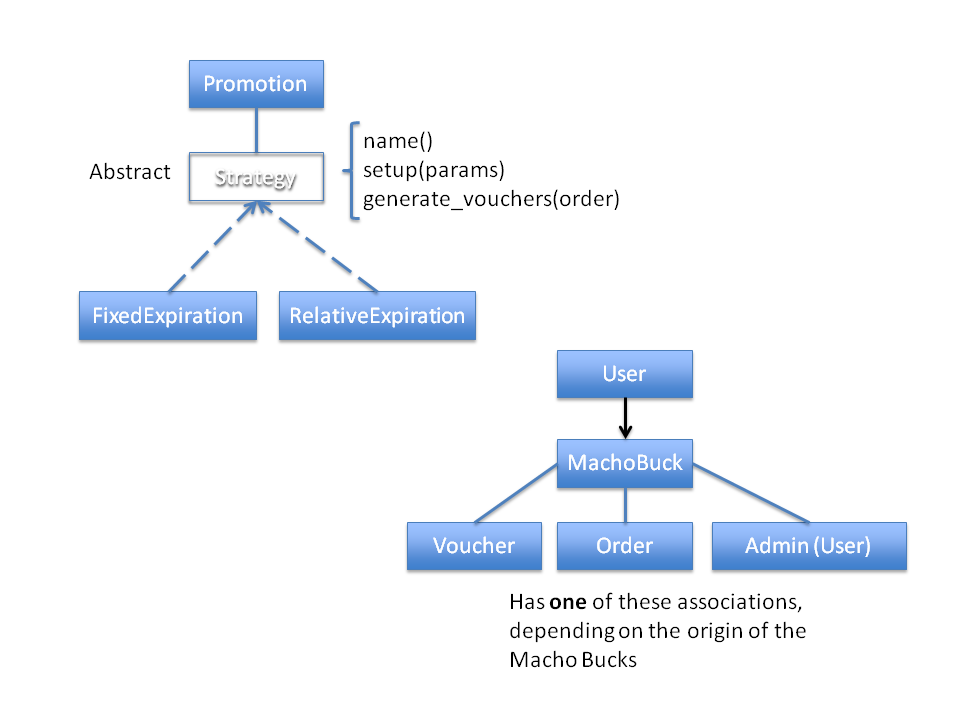 Promotion
Abstract
Strategy
name()
setup(params)
generate_vouchers(order)
FixedExpiration
RelativeExpiration
User
MachoBuck
Voucher
Order
Admin (User)
Has one of these associations,
depending on the origin of the
Macho Bucks